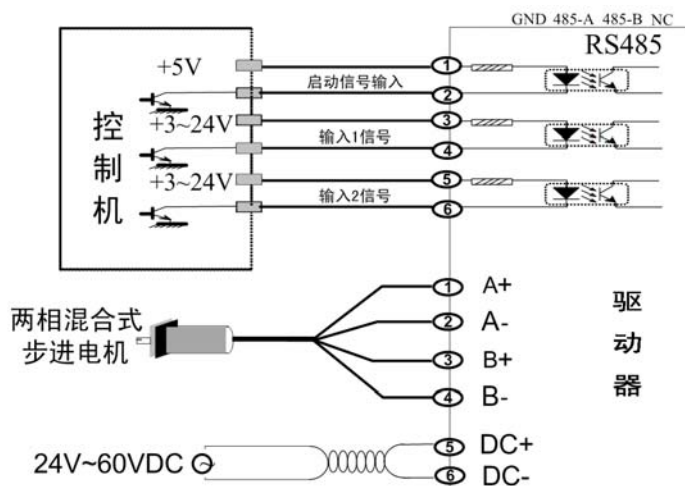 GND 485-A 485-B NC
RS485
+5V
1
启动信号输入
2
+3~24V
3
输入1信号
4
+3~24V
5
输入2信号
6
控制机
两相混合式
步进电机
1 A+
2 A-
3 B+
4 B-
驱动器
24V~60VDC
5 DC+
6 DC-